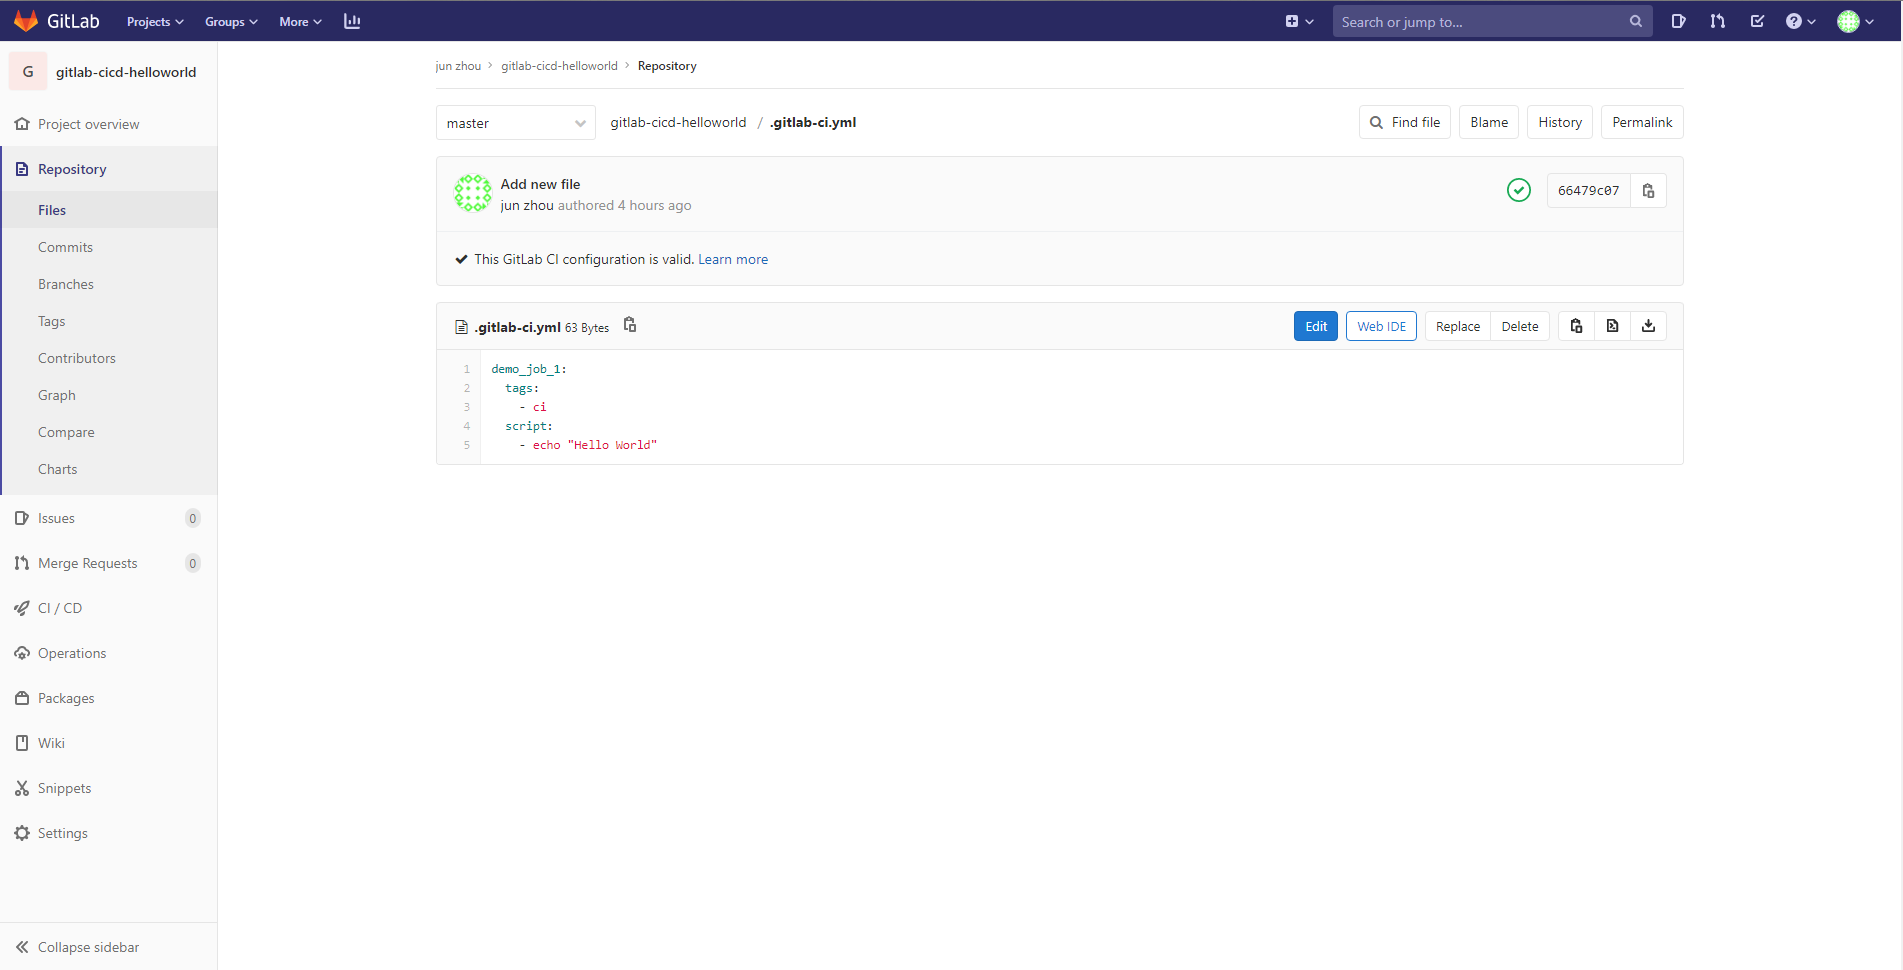 GitLab Projects Groups More Search or jump to...
G gitlab-cicd-helloworld
jun zhou > gitlab-cicd-helloworld > Repository
Project overview
master gitlab-cicd-helloworld / .gitlab-ci.yml Find file Blame History Permalink
Repository
Files
Commits
Branches
Tags
Contributors
Graph
Compare
Charts
Issues 0
Merge Requests 0
CI / CD
Operations
Packages
Wiki
Snippets
Settings
Collapse sidebar
Add new file
jun zhou authored 4 hours ago
66479c07
This GitLab CI configuration is valid. Learn more
.gitlab-ci.yml 63 Bytes Edit Web IDE Replace Delete
1 demo_job_1:
2 tags:
3 - ci
4 script:
5 - echo "Hello World"